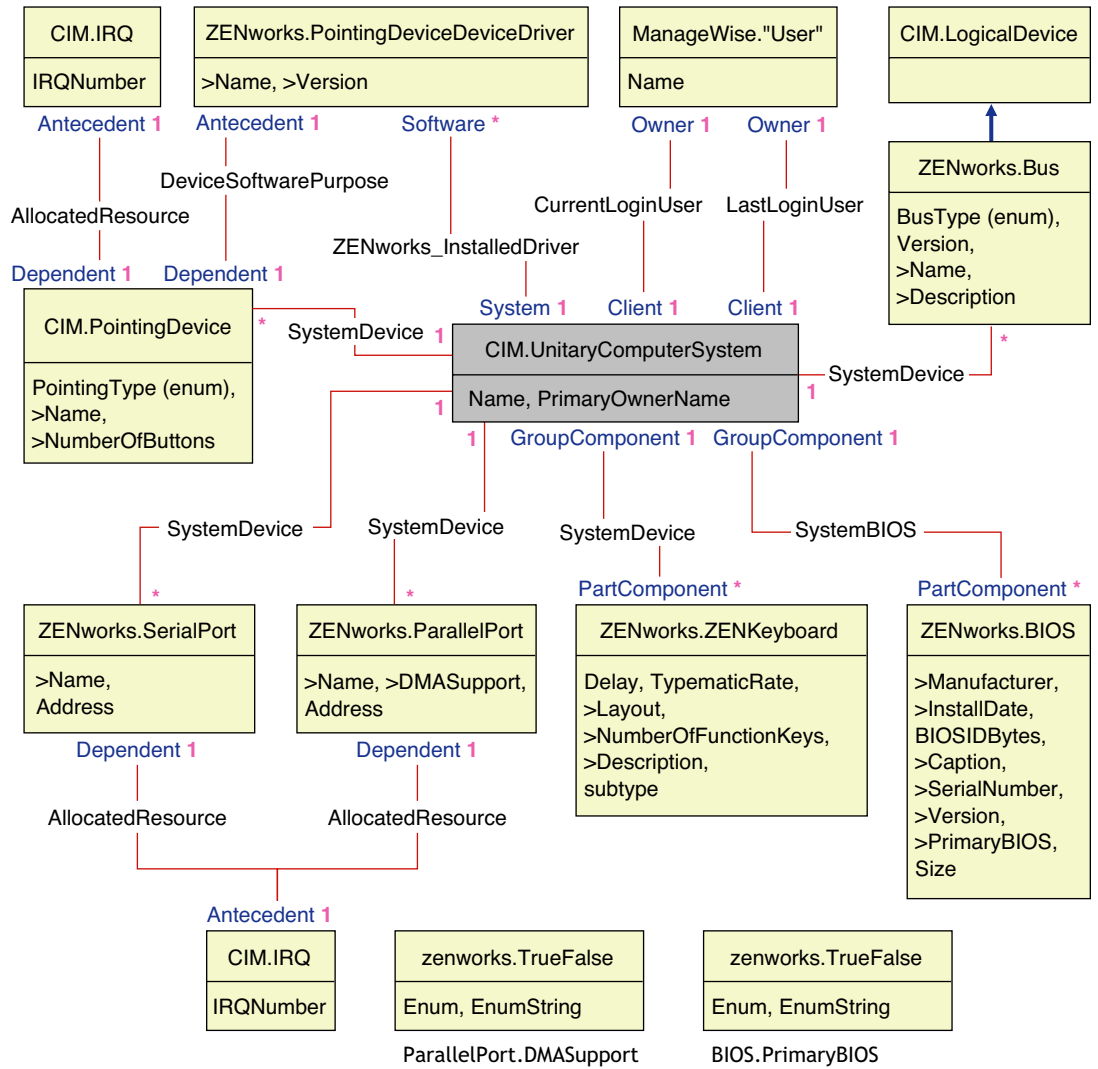 CIM.IRQ
IRQNumber
ZENworks.PointingDeviceDeviceDriver
>Name, >Version
ManageWise."User"
Name
CIM.LogicalDevice
Antecedent 1
Antecedent 1
Software *
Owner 1
Owner 1
DeviceSoftwarePurpose
AllocatedResource
ZENworks_InstalledDriver
CurrentLoginUser
LastLoginUser
ZENworks.Bus
BusType (enum),
Version,
>Name,
>Description
*
Dependent 1
Dependent 1
System 1
Client 1
Client 1
CIM.PointingDevice
PointingType (enum),
>Name,
>NumberOfButtons
*
SystemDevice
1
CIM.UnitaryComputerSystem
Name, PrimaryOwnerName
SystemDevice
1
1
1
GroupComponent 1
GroupComponent 1
SystemDevice
SystemDevice
SystemDevice
SystemBIOS
*
*
PartComponent *
PartComponent *
ZENworks.SerialPort
>Name,
Address
ZENworks.ParallelPort
>Name, >DMASupport,
Address
ZENworks.ZENKeyboard
Delay, TypematicRate,
>Layout,
>NumberOfFunctionKeys,
>Description,
subtype
ZENworks.BIOS
>Manufacturer,
>InstallDate,
BIOSIDBytes,
>Caption,
>SerialNumber,
>Version,
>PrimaryBIOS,
Size
Dependent 1
Dependent 1
AllocatedResource
AllocatedResource
Antecedent 1
CIM.IRQ
IRQNumber
zenworks.TrueFalse
Enum, EnumString
ParallelPort.DMASupport
zenworks.TrueFalse
Enum, EnumString
BIOS.PrimaryBIOS